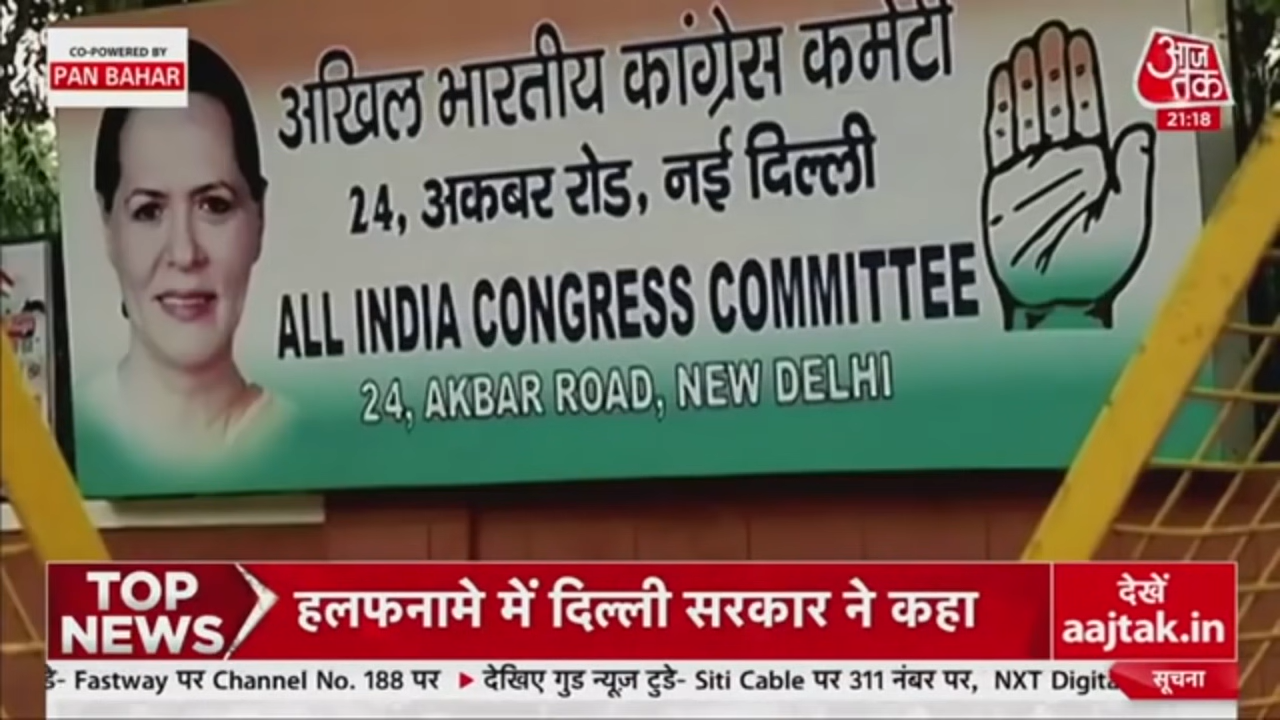 CO-POWERED BY
PAN BAHAR
आज
तक
21:18
अखिल भारतीय कांग्रेस कमेटी
24, अकबर रोड, नई दिल्ली
ALL INDIA CONGRESS COMMITTEE
24, AKBAR ROAD, NEW DELHI
TOP
NEWS
हलफनामे में दिल्ली सरकार ने कहा
देखें
aajtak.in
डे- Fastway पर Channel No. 188 पर ▶ देखिए गुड न्यूज़ टुडे- Siti Cable पर 311 नंबर पर, NXT Digita
सूचना